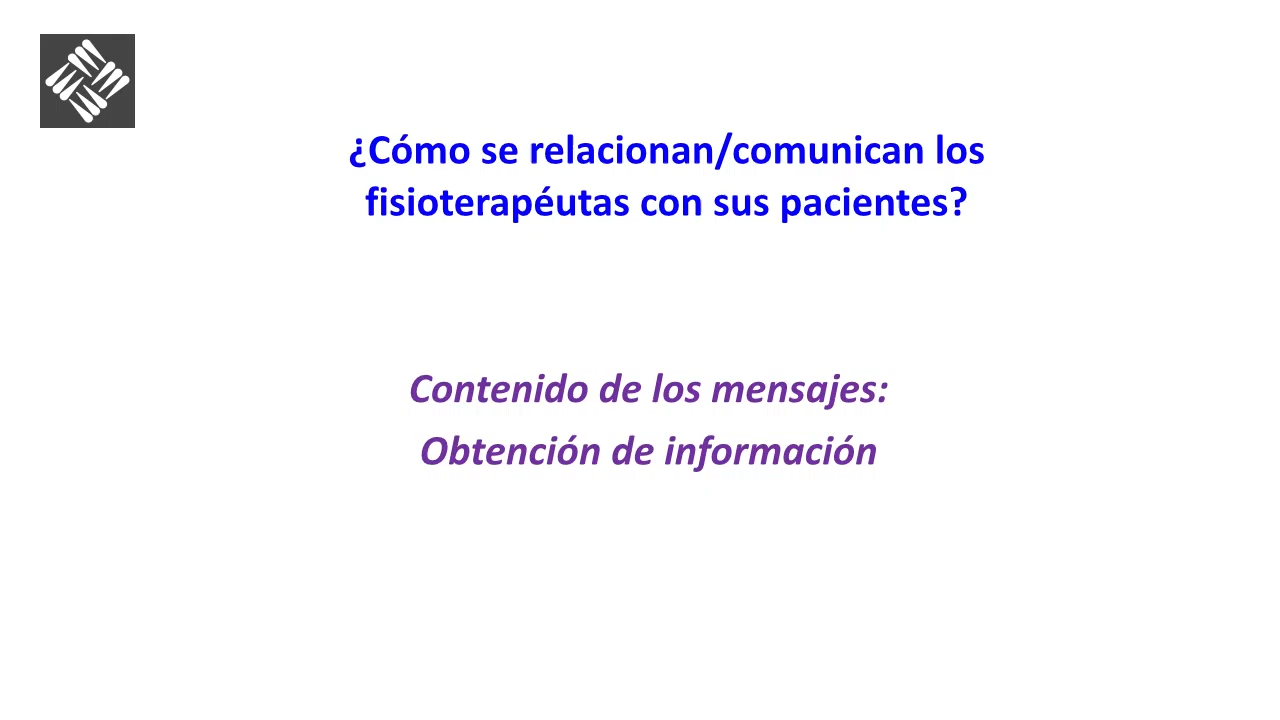 ¿Cómo se relacionan/comunican los
fisioterapéutas con sus pacientes?
Contenido de los mensajes:
Obtención de información